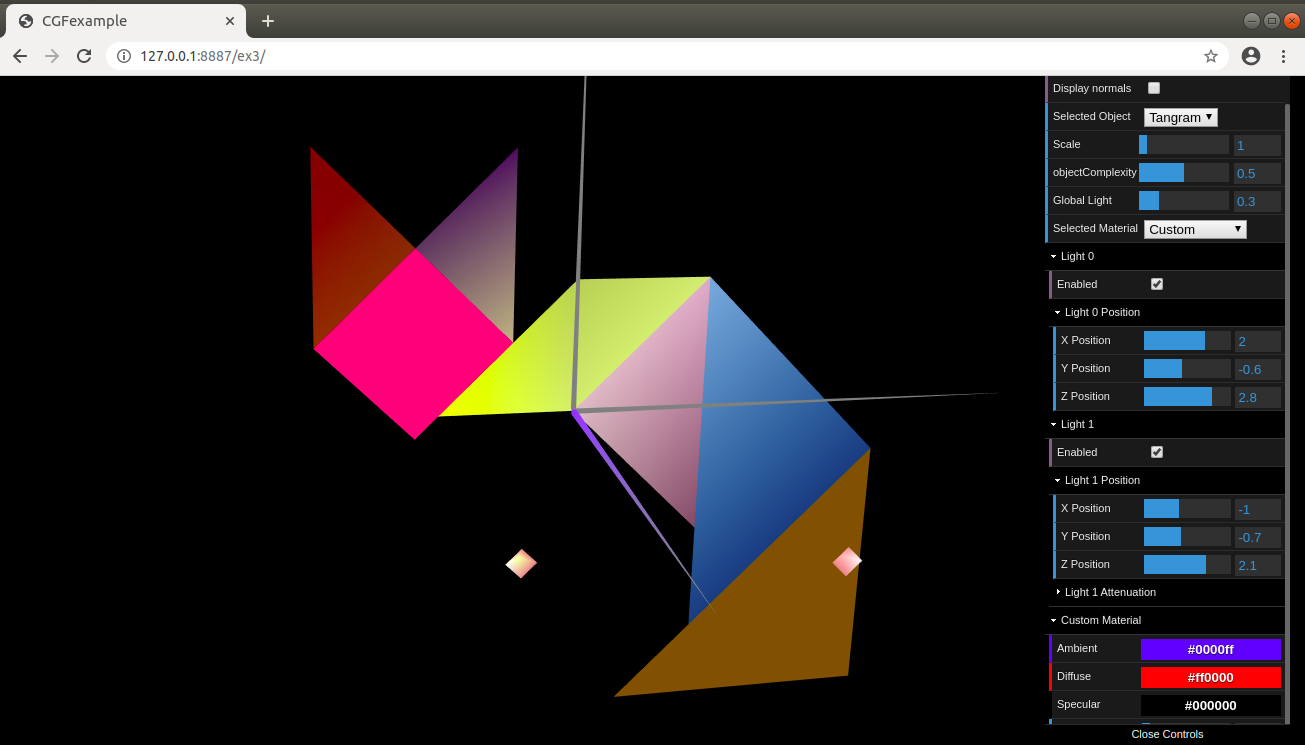 CGFexample
127.0.0.1:8887/ex3/
Display normals
Selected Object Tangram
Scale 1
objectComplexity 0.5
Global Light 0.3
Selected Material Custom
Light 0
Enabled
Light 0 Position
X Position 2
Y Position -0.6
Z Position 2.8
Light 1
Enabled
Light 1 Position
X Position -1
Y Position -0.7
Z Position 2.1
Light 1 Attenuation
Custom Material
Ambient #0000ff
Diffuse #ff0000
Specular #000000
Close Controls